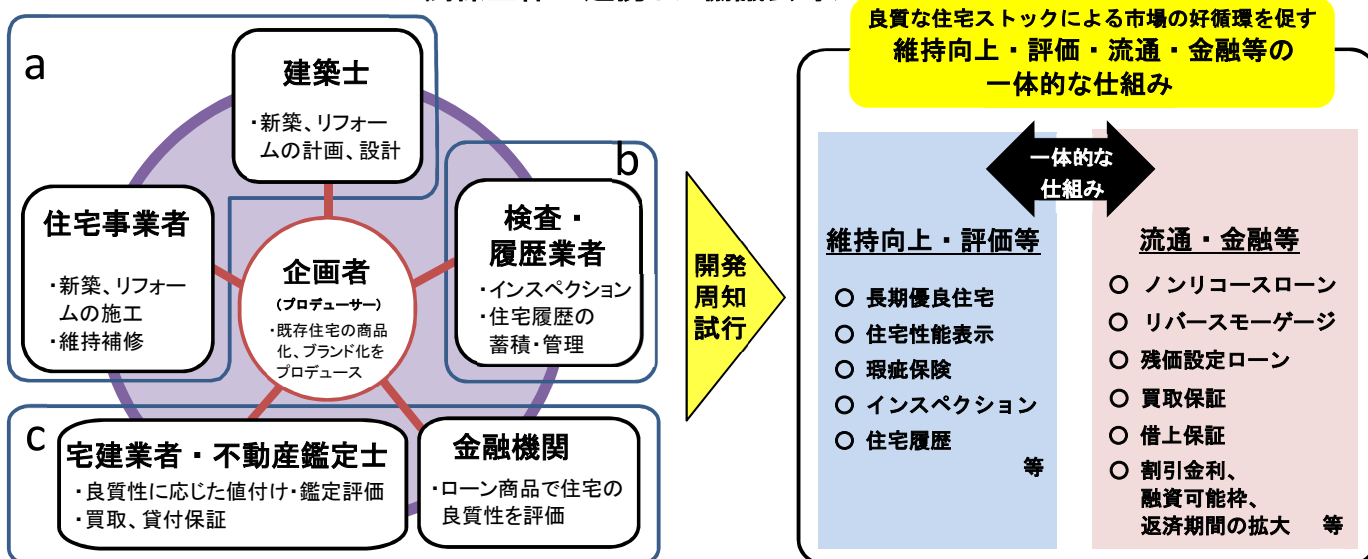 a
建築士
・新築、リフォー
ムの計画、設計
b
住宅事業者
・新築、リフォー
ムの施工
・維持補修
企画者
(プロデューサー)
・既存住宅の商品
化、ブランド化を
プロデュース
検査・
履歴業者
・インスペクション
・住宅履歴の
蓄積・管理
c
宅建業者・不動産鑑定士
・良質性に応じた値付け・鑑定評価
・買取、貸付保証
金融機関
・ローン商品で住宅の
良質性を評価
開発
周知
試行
良質な住宅ストックによる市場の好循環を促す
維持向上・評価・流通・金融等の
一体的な仕組み
一体的な
仕組み
維持向上・評価等
○ 長期優良住宅
○ 住宅性能表示
○ 瑕疵保険
○ インスペクション
○ 住宅履歴
等
流通・金融等
○ ノンリコースローン
○ リバースモーゲージ
○ 残価設定ローン
○ 買取保証
○ 借上保証
○ 割引金利、
融資可能枠、
返済期間の拡大 等